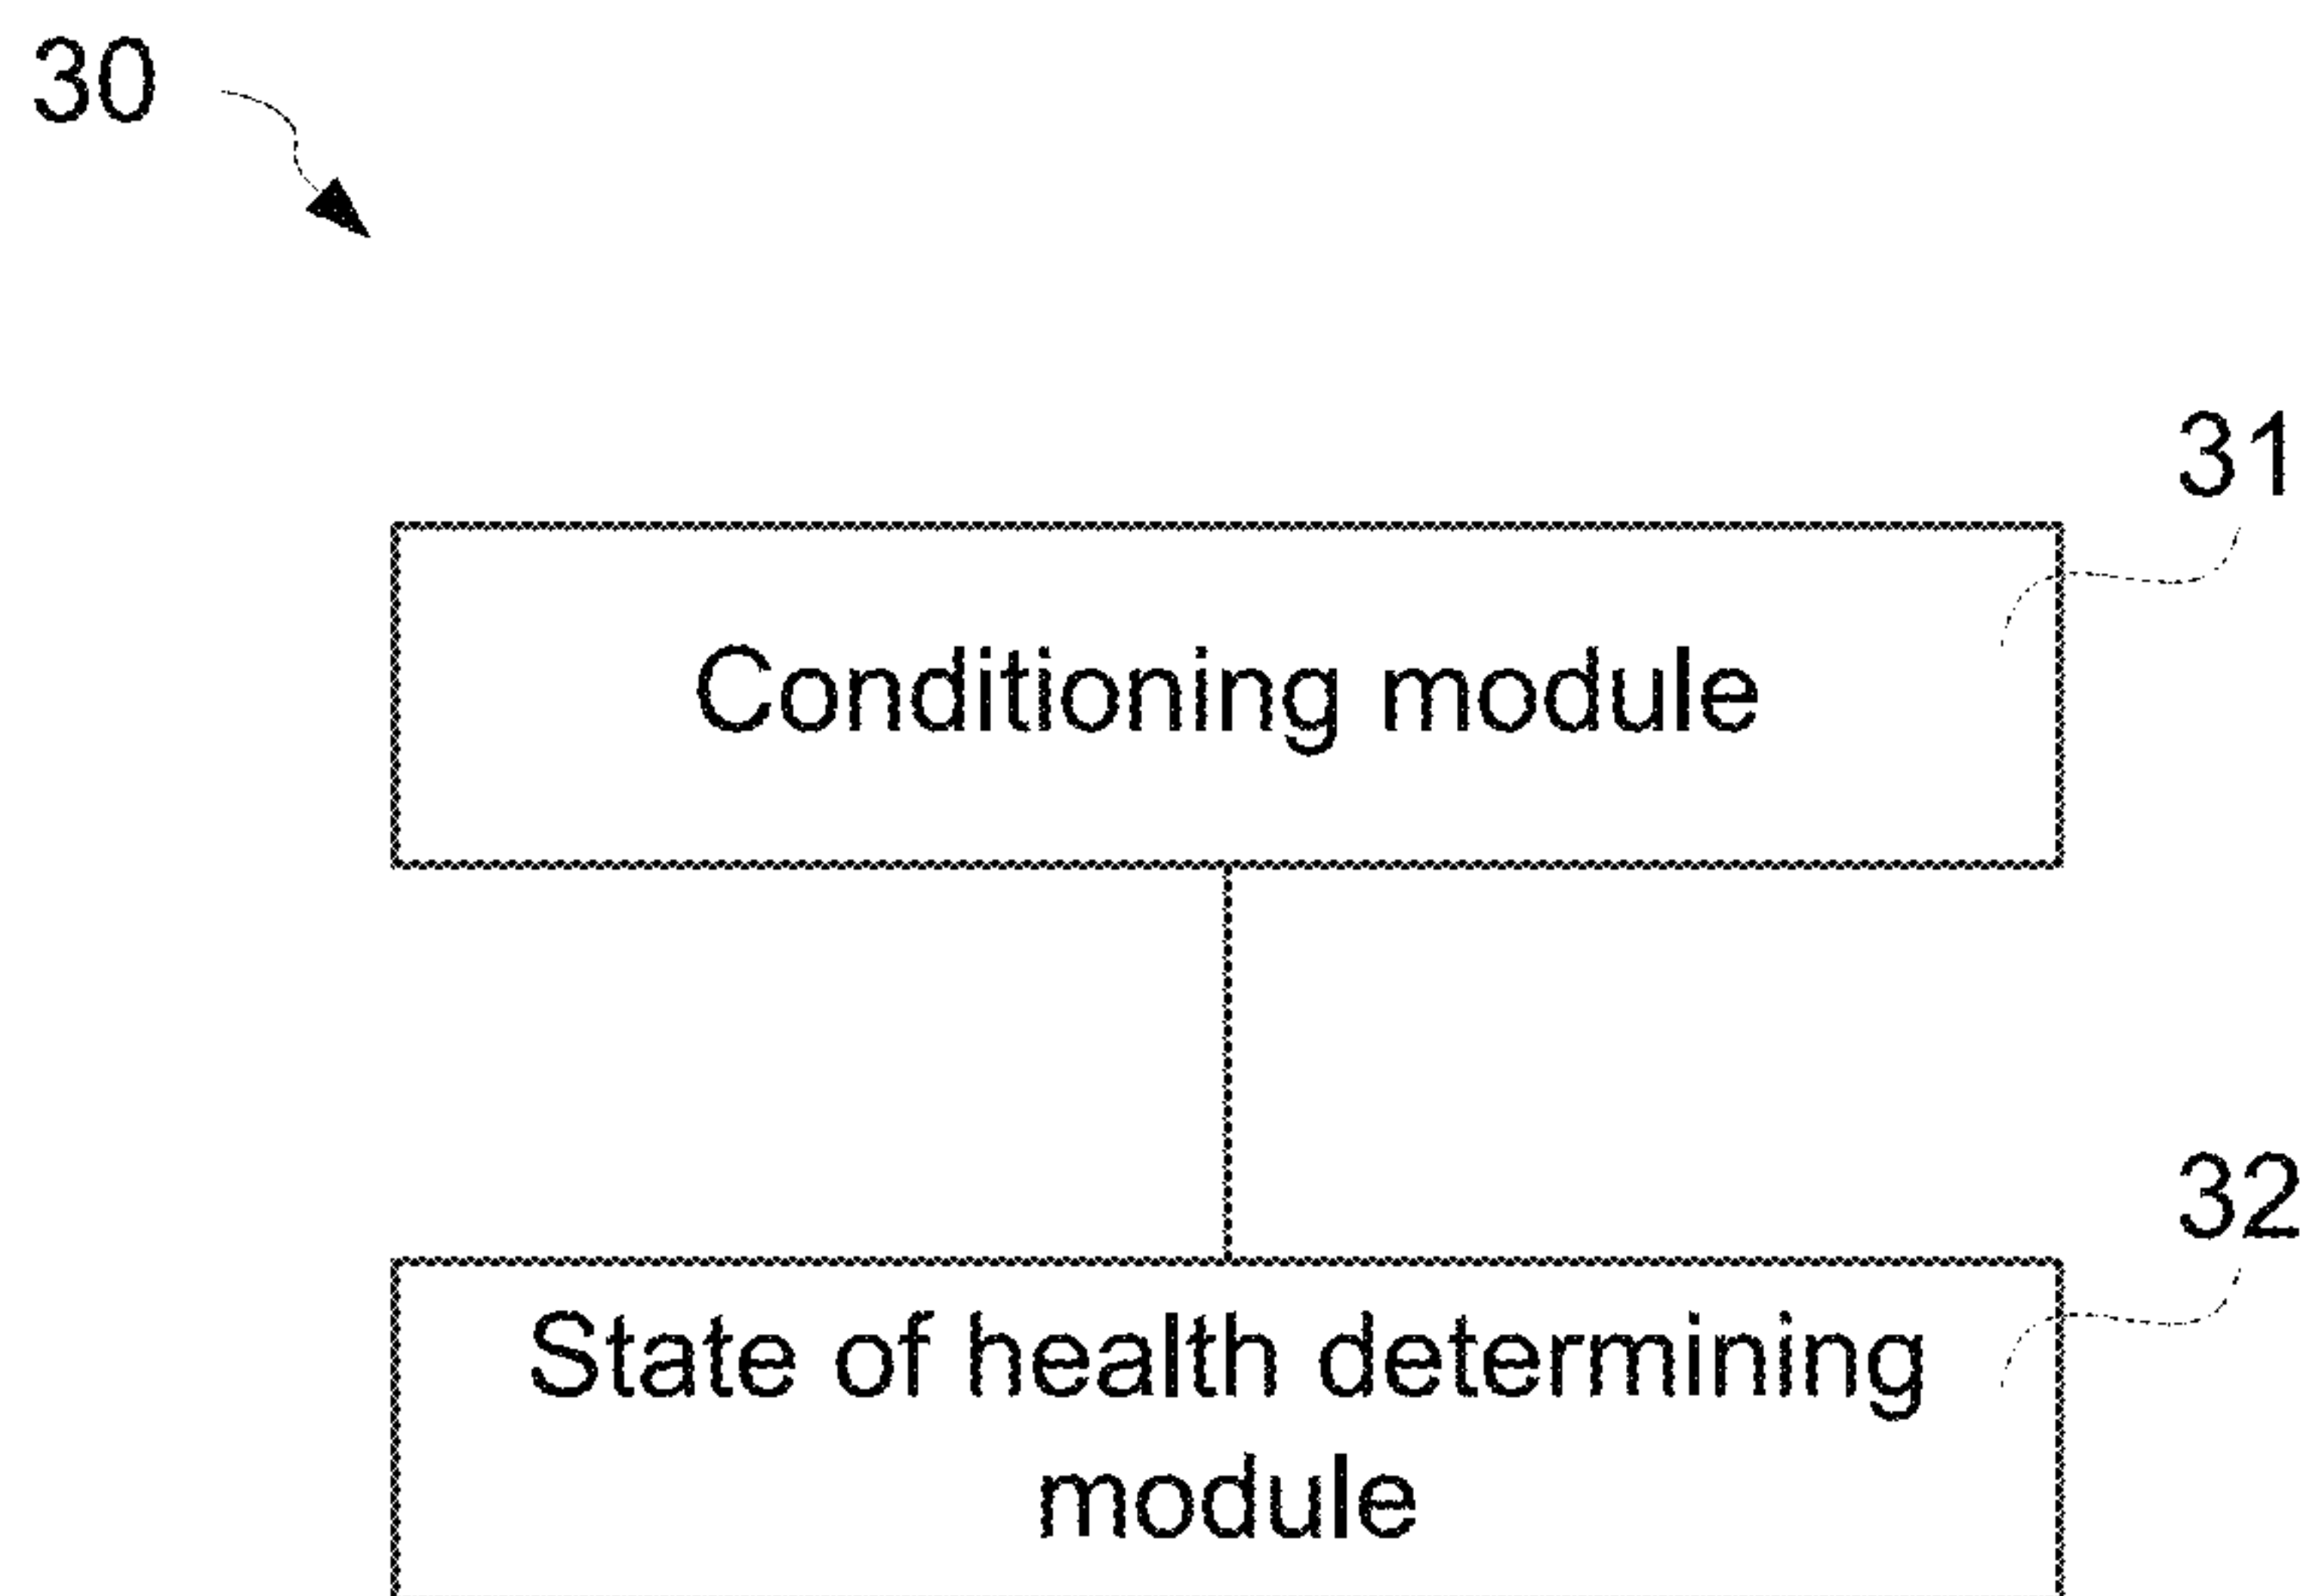 30
31
Conditioning module
32
State of health determining
module